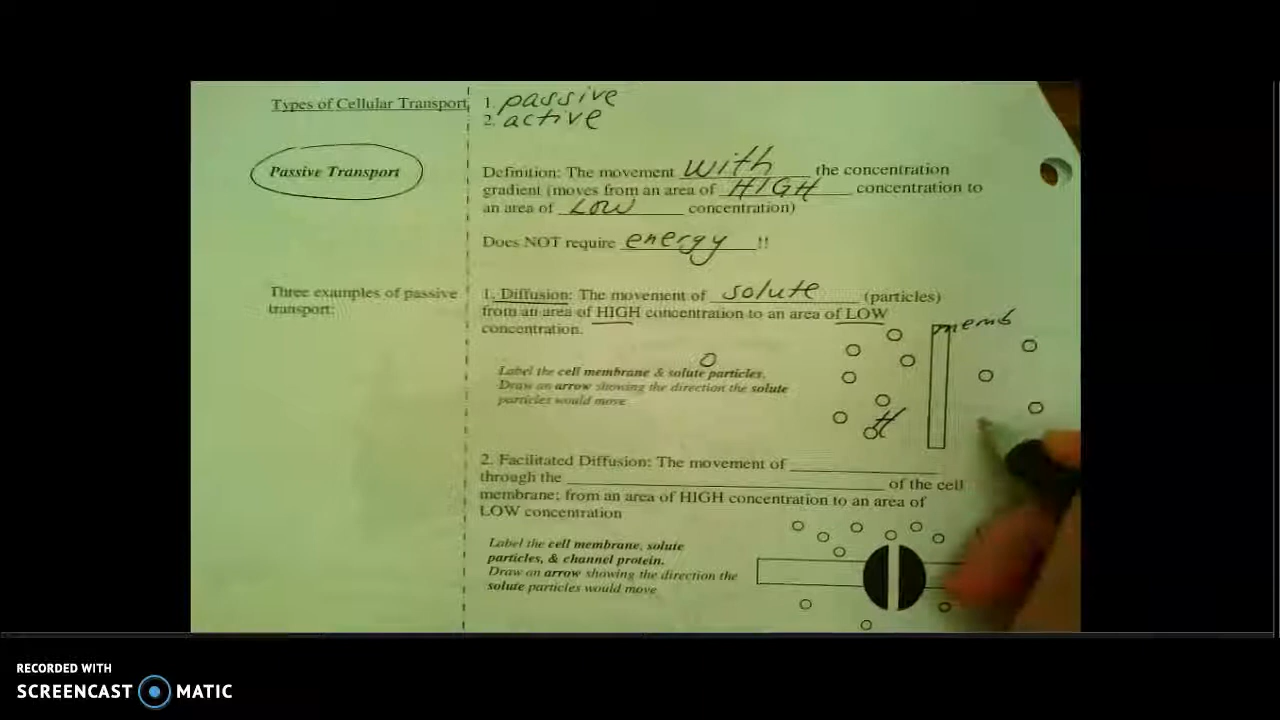 Types of Cellular Transport
1. passive
2. active
Passive Transport
Definition: The movement with the concentration
gradient (moves from an area of HIGH concentration to
an area of LOW concentration)
Does NOT require energy !!
Three examples of passive
transport:
1. Diffusion: The movement of solute (particles)
from an area of HIGH concentration to an area of LOW
concentration.
memb
Label the cell membrane & solute particles.
Draw an arrow showing the direction the solute
particles would move
H
2. Facilitated Diffusion: The movement of
through the of the cell
membrane; from an area of HIGH concentration to an area of
LOW concentration
Label the cell membrane, solute
particles, & channel protein.
Draw an arrow showing the direction the
solute particles would move
RECORDED WITH
SCREENCAST MATIC